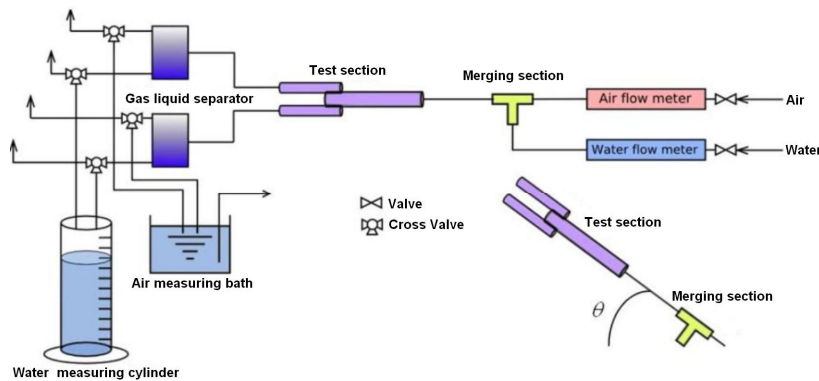 Test section
Merging section
Gas liquid separator
Air flow meter
Air
Water flow meter
Water
Valve
Cross Valve
Test section
Air measuring bath
Merging section
θ
Water measuring cylinder